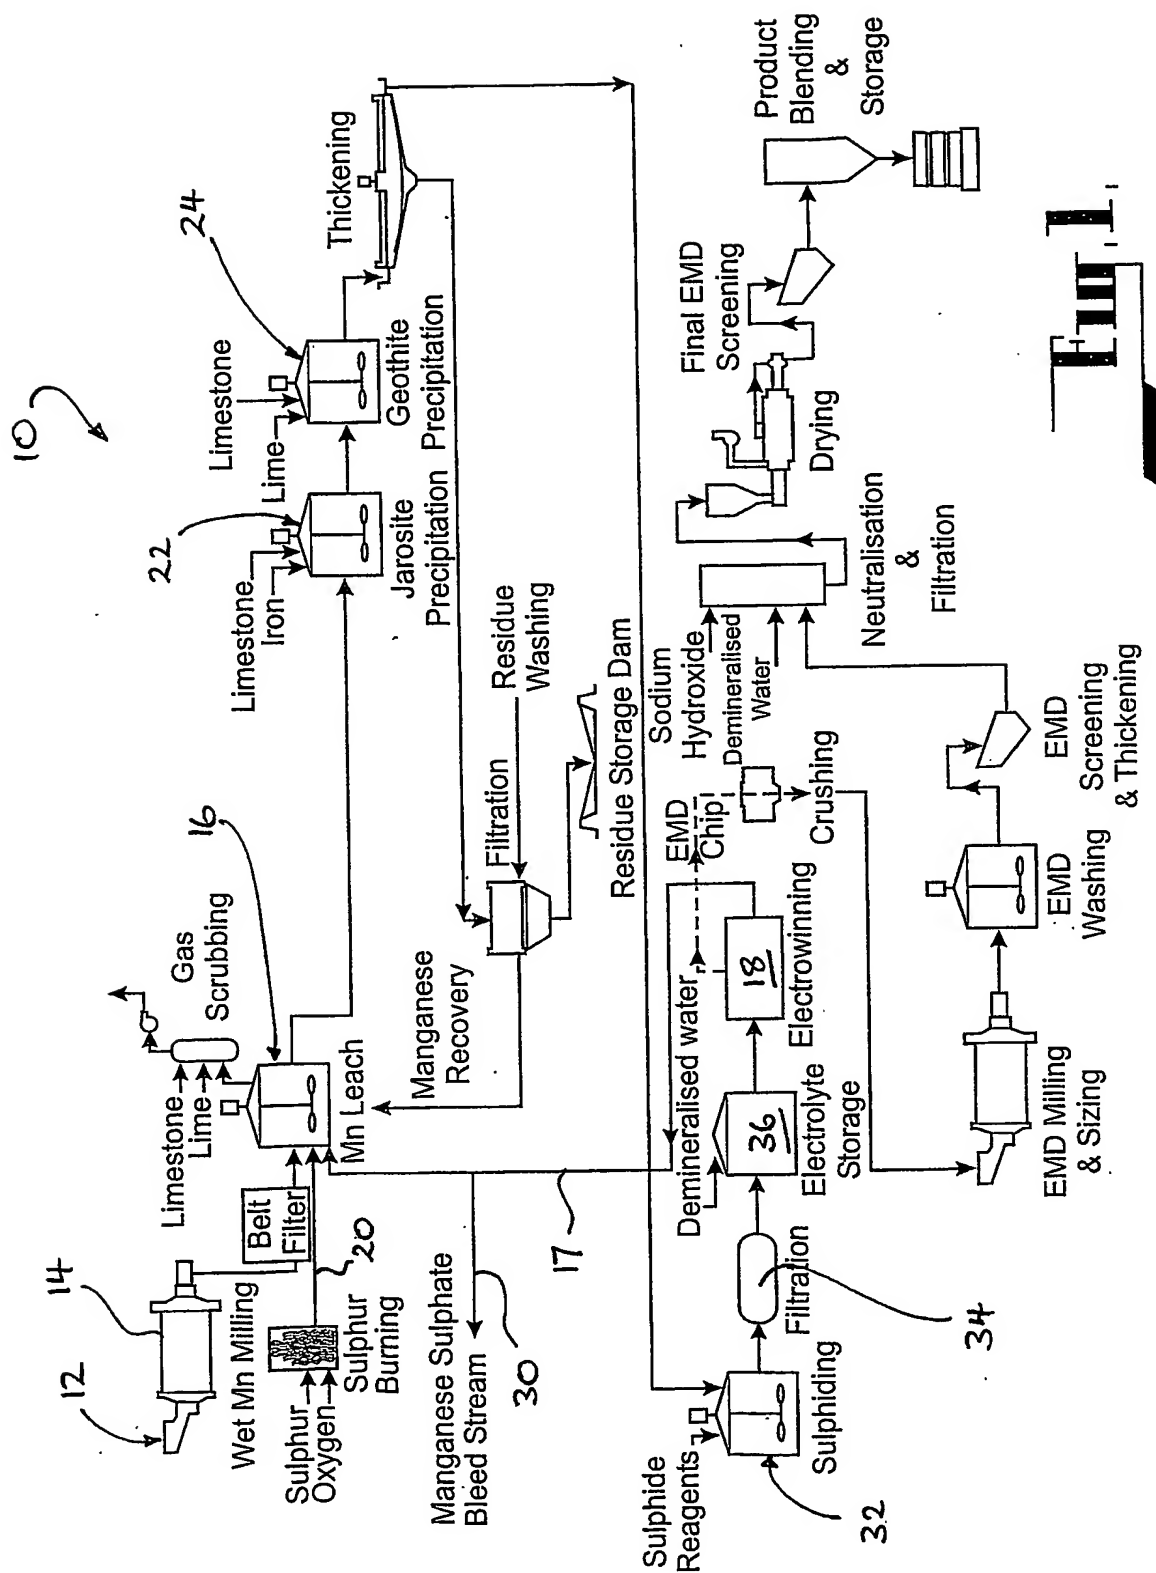 10
24
22
Limestone
Lime
Limestone
Iron
Geothite
Precipitation
Jarosite
Precipitation
Thickening
16
Gas
Scrubbing
Limestone
Lime
Mn Leach
14
12
Belt
Filter
Wet Mn Milling
20
Sulphur
Oxygen
Sulphur
Burning
Manganese
Recovery
Filtration
Residue
Washing
Residue Storage Dam
Manganese Sulphate
Bleed Stream
30
17
Sulphide
Reagents
Sulphiding
32
Filtration
34
Demineralised water
36
Electrolyte
Storage
18
Electrowinning
EMD
Chip
Crushing
EMD Milling
& Sizing
EMD
Washing
EMD
Screening
& Thickening
Sodium
Hydroxide
Demineralised
Water
Neutralisation
&
Filtration
Drying
Final EMD
Screening
Product
Blending
&
Storage